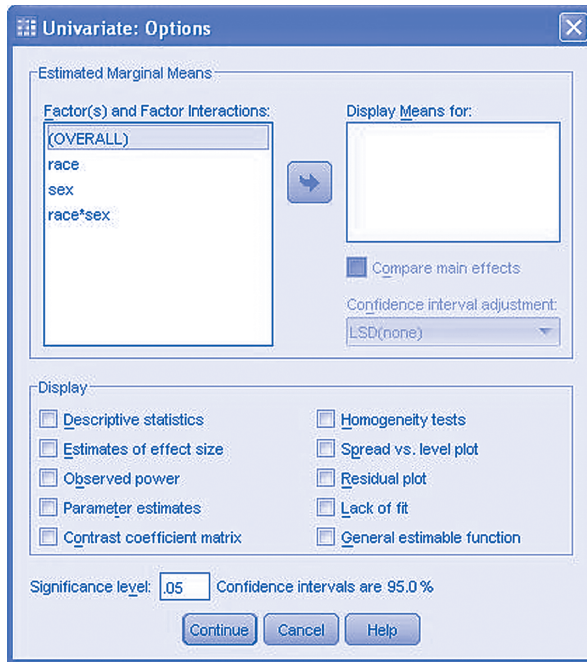 Univariate: Options
Estimated Marginal Means
Factor(s) and Factor Interactions:
(OVERALL)
race
sex
race*sex
Display Means for:
Compare main effects
Confidence interval adjustment:
LSD(none)
Display
Descriptive statistics
Estimates of effect size
Observed power
Parameter estimates
Contrast coefficient matrix
Homogeneity tests
Spread vs. level plot
Residual plot
Lack of fit
General estimable function
Significance level: .05 Confidence intervals are 95.0 %
Continue Cancel Help